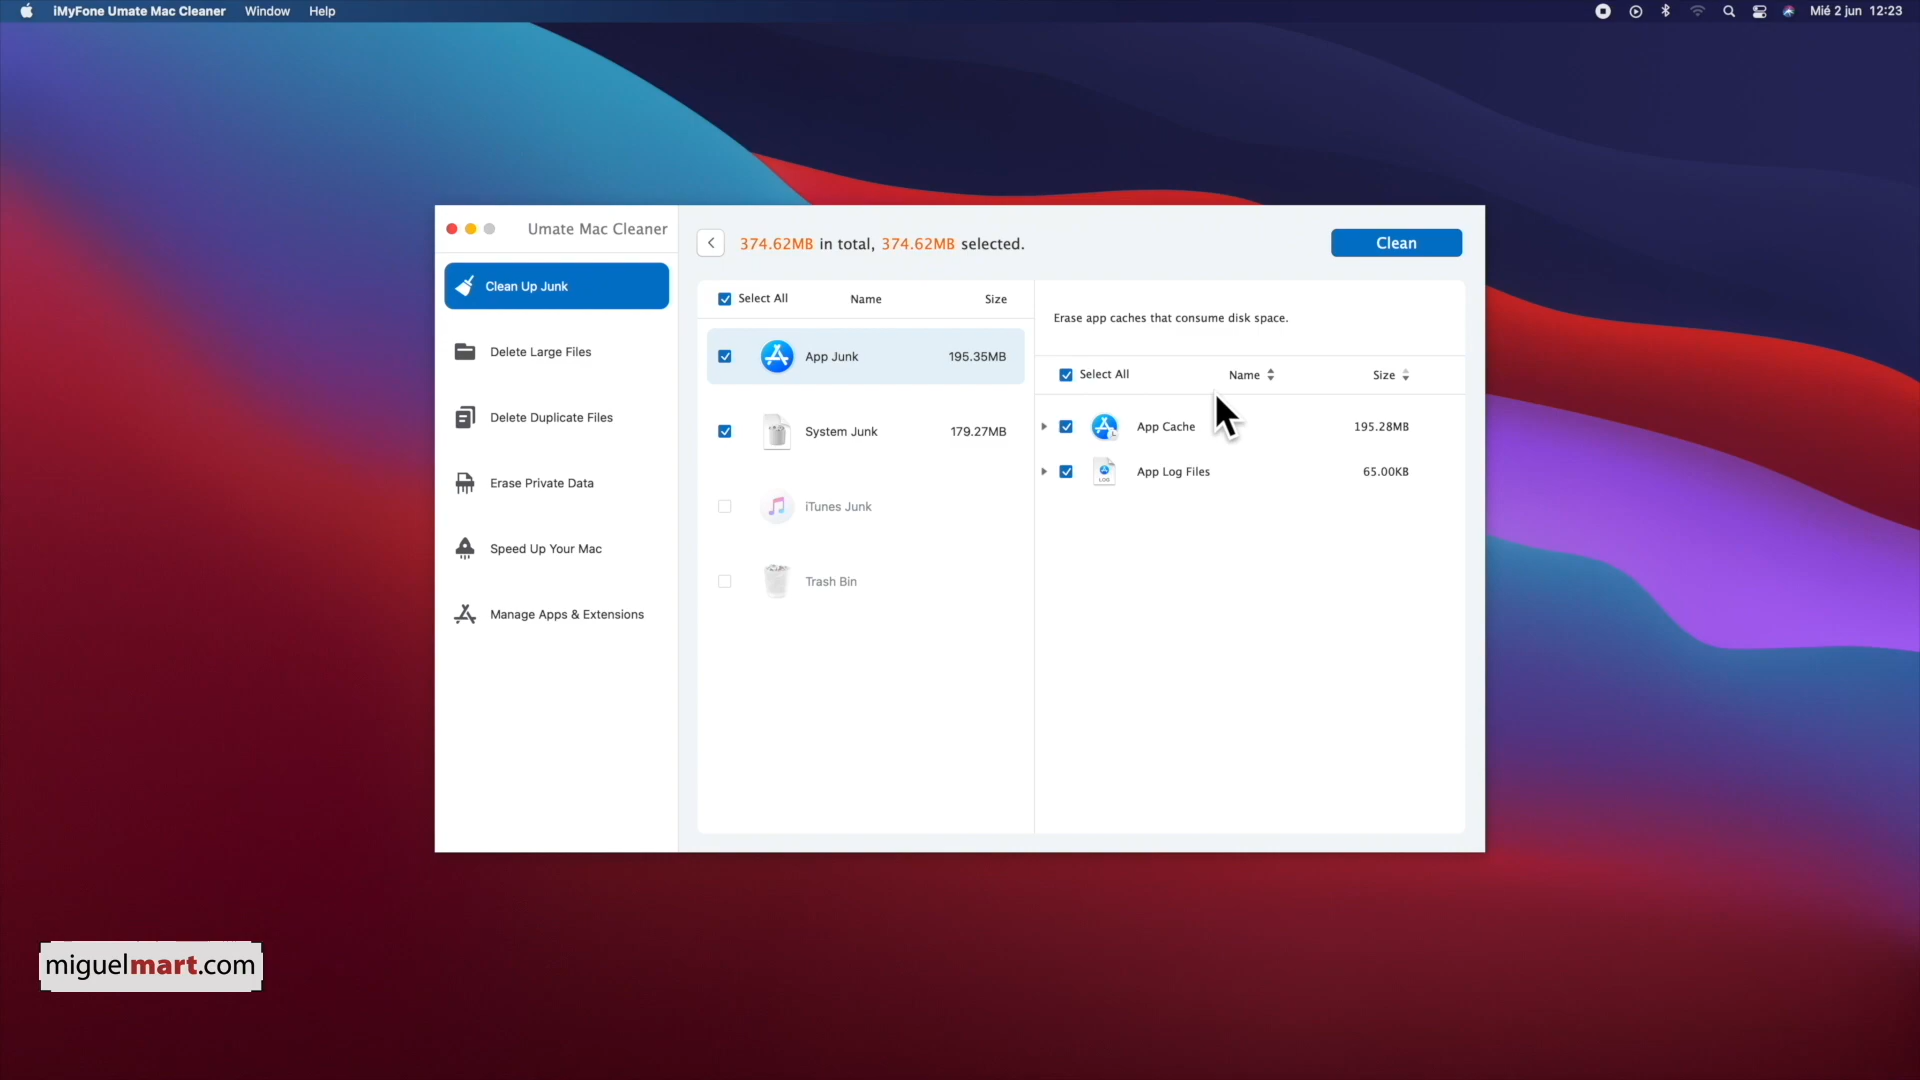 iMyFone Umate Mac Cleaner Window Help
Mié 2 jun 12:23
Umate Mac Cleaner
Clean Up Junk
Delete Large Files
Delete Duplicate Files
Erase Private Data
Speed Up Your Mac
Manage Apps & Extensions
374.62MB in total, 374.62MB selected.
Clean
Select All Name Size
App Junk 195.35MB
System Junk 179.27MB
iTunes Junk
Trash Bin
Erase app caches that consume disk space.
Select All Name Size
App Cache 195.28MB
LOG
App Log Files 65.00KB
miguelmart.com